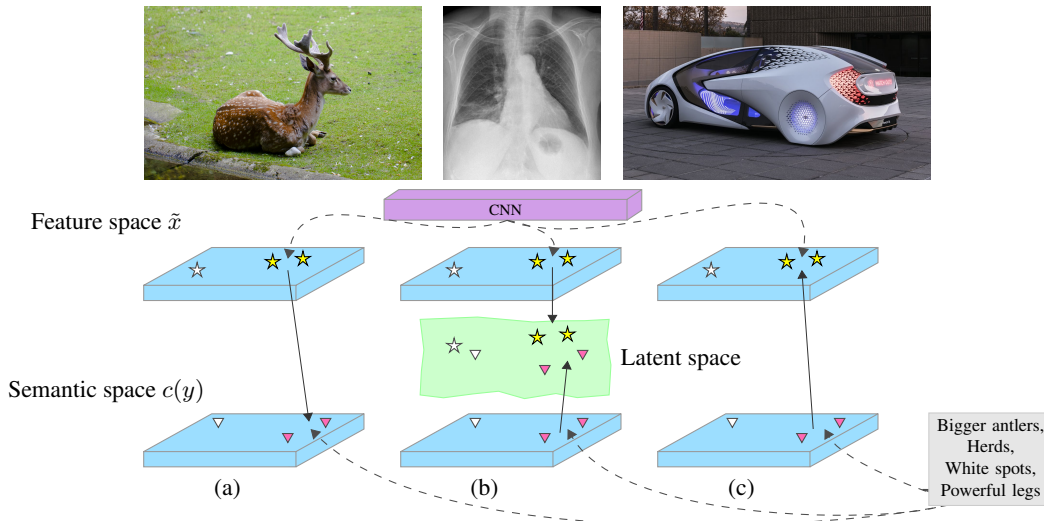 CNN
Feature space x̃
Latent space
Semantic space c(y)
Bigger antlers,
Herds,
White spots,
Powerful legs
(a)
(b)
(c)